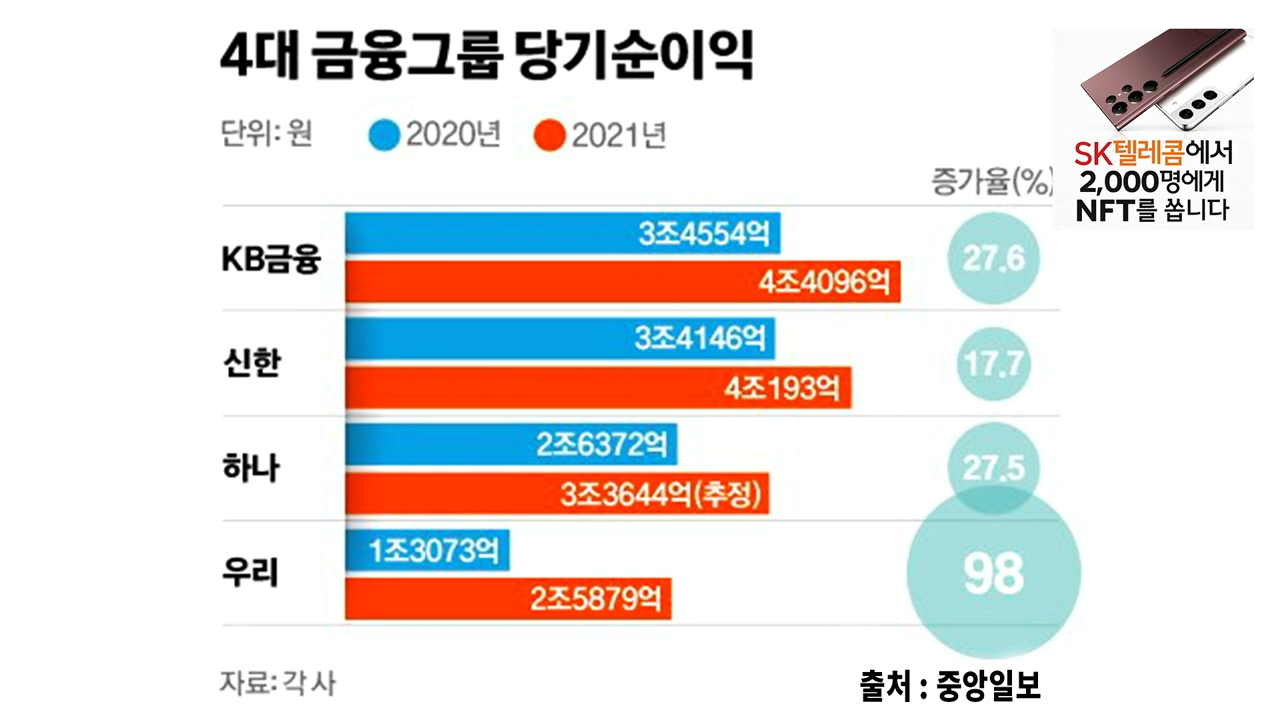 4대 금융그룹 당기순이익
단위: 원 2020년 2021년
증가율(%)
SK텔레콤에서
2,000명에게
NFT를 쏩니다
KB금융
3조4554억
4조4096억
27.6
신한
3조4146억
4조193억
17.7
하나
2조6372억
3조3644억(추정)
27.5
우리
1조3073억
2조5879억
98
자료: 각 사
출처 : 중앙일보